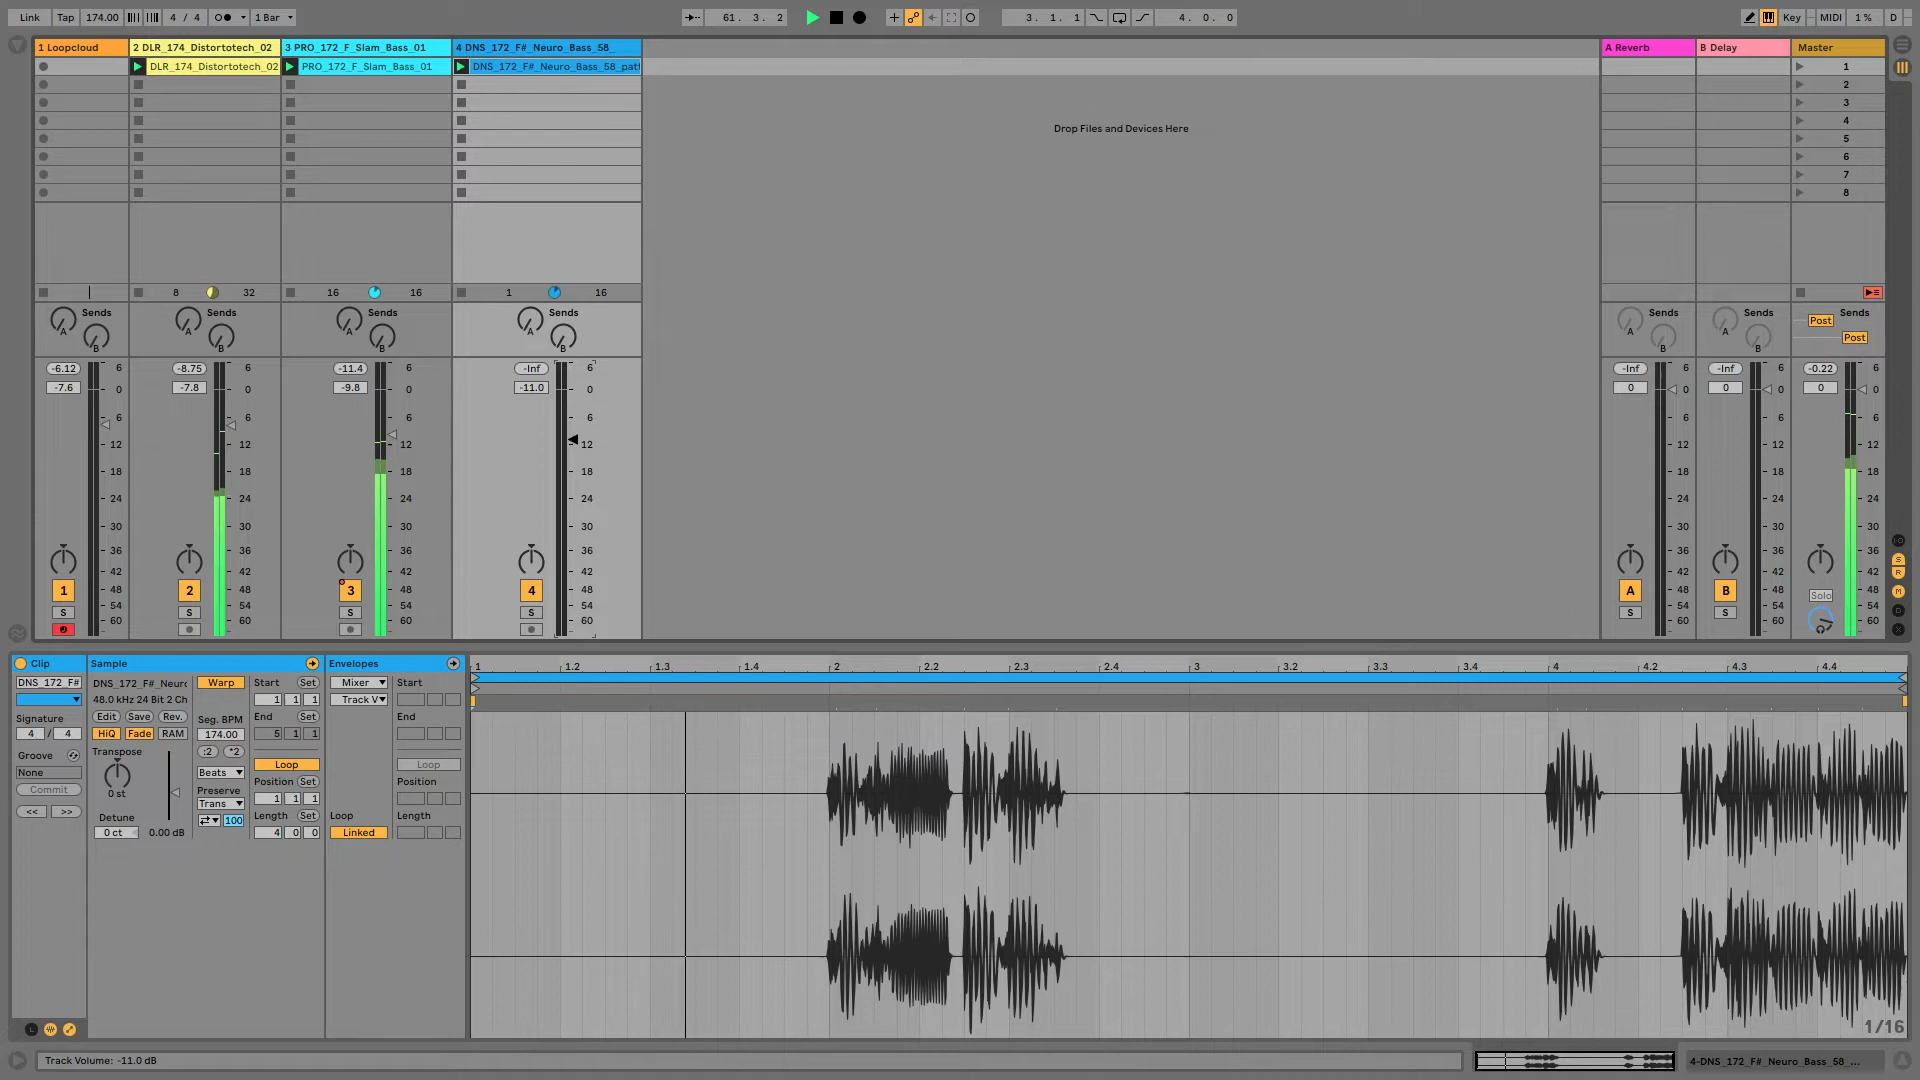 Link Tap 174.00 4 / 4 1 Bar 61. 3. 2 3. 1. 1 4. 0. 0 Key MIDI 1 % D
1 Loopcloud 2 DLR_174_Distortotech_02 3 PRO_172_F_Slam_Bass_01 4 DNS_172_F#_Neuro_Bass_58_ A Reverb B Delay Master
DLR_174_Distortotech_02 PRO_172_F_Slam_Bass_01 DNS_172_F#_Neuro_Bass_58_pat 1
2
3
4
Drop Files and Devices Here
5
6
7
8
8 32 16 16 1 16
Sends Sends Sends Sends Sends Sends Sends
A A A A A A Post
B B B B B B Post
-6.12 6 -8.75 6 -11.4 6 -Inf 6 -Inf 6 -Inf 6 -0.22 6
-7.6 0 -7.8 0 -9.8 0 -11.0 0 0 0 0 0 0 0
6 6 6 6 6 6 6
12 12 12 12 12 12 12
18 18 18 18 18 18 18
24 24 24 24 24 24 24
30 30 30 30 30 30 30
36 36 36 36 36 36 36
42 42 42 42 42 42 42
1 48 2 48 3 48 4 48 A 48 B 48 Solo 48
S 54 S 54 S 54 S 54 S 54 S 54 54
60 60 60 60 60 60 60
S
R
M
D
X
Clip Sample Envelopes 1 1.2 1.3 1.4 2 2.2 2.3 2.4 3 3.2 3.3 3.4 4 4.2 4.3 4.4
DNS_172_F# DNS_172_F#_Neurc Warp Start Set Mixer Start
48.0 kHz 24 Bit 2 Ch 1 1 1 Track V
Signature Edit Save Rev. Seg. BPM End Set End
4 / 4 HiQ Fade RAM 174.00 5 1 1
Groove Transpose :2 *2 Loop Loop
None Beats Position Set Position
Commit 0 st Preserve 1 1 1
<< >> Trans Length Set Loop Length
Detune 100 4 0 0 Linked
0 ct 0.00 dB
L 1/16
Track Volume: -11.0 dB 4-DNS_172_F#_Neuro_Bass_58_...